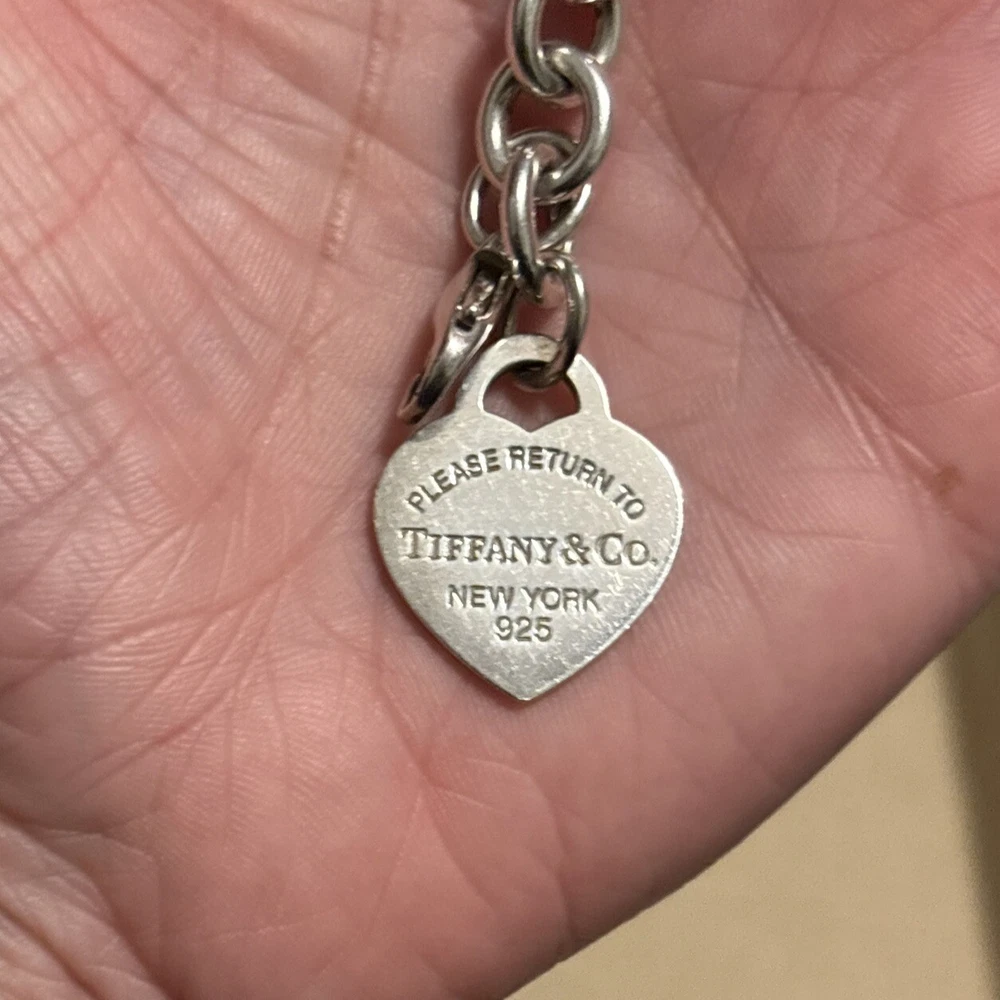 PLEASE RETURN TO
TIFFANY & CO.
NEW YORK
925